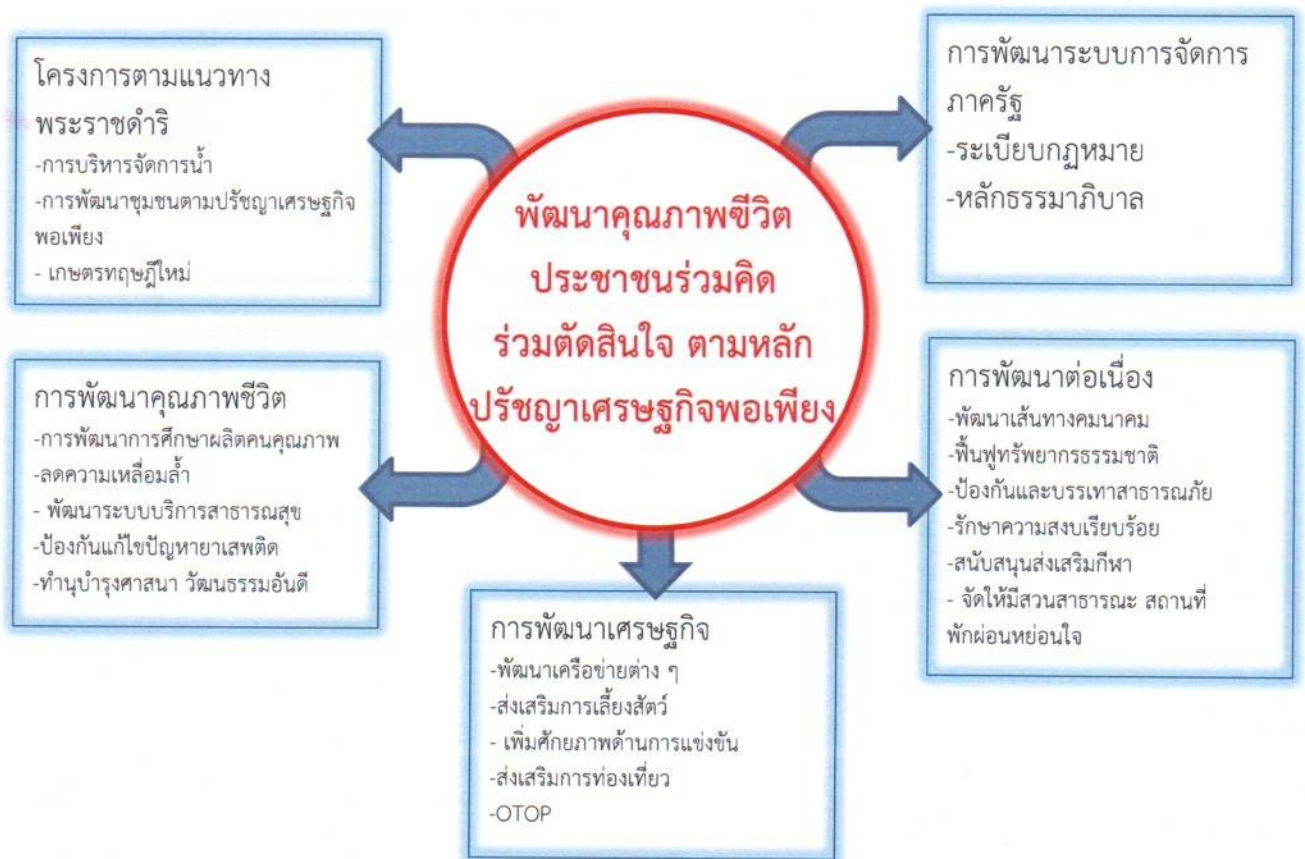 โครงการตามแนวทาง
พระราชดำริ
-การบริหารจัดการน้ำ
-การพัฒนาชุมชนตามปรัชญาเศรษฐกิจ
พอเพียง
- เกษตรทฤษฎีใหม่
การพัฒนาระบบการจัดการ
ภาครัฐ
-ระเบียบกฎหมาย
-หลักธรรมาภิบาล
พัฒนาคุณภาพชีวิต
ประชาชนร่วมคิด
ร่วมตัดสินใจ ตามหลัก
ปรัชญาเศรษฐกิจพอเพียง
การพัฒนาคุณภาพชีวิต
-การพัฒนาการศึกษาผลิตคนคุณภาพ
-ลดความเหลื่อมล้ำ
- พัฒนาระบบบริการสาธารณสุข
-ป้องกันแก้ไขปัญหายาเสพติด
-ทำนุบำรุงศาสนา วัฒนธรรมอันดี
การพัฒนาต่อเนื่อง
-พัฒนาเส้นทางคมนาคม
-ฟื้นฟูทรัพยากรธรรมชาติ
-ป้องกันและบรรเทาสาธารณภัย
-รักษาความสงบเรียบร้อย
-สนับสนุนส่งเสริมกีฬา
- จัดให้มีสวนสาธารณะ สถานที่
พักผ่อนหย่อนใจ
การพัฒนาเศรษฐกิจ
-พัฒนาเครือข่ายต่าง ๆ
-ส่งเสริมการเลี้ยงสัตว์
- เพิ่มศักยภาพด้านการแข่งขัน
-ส่งเสริมการท่องเที่ยว
-OTOP